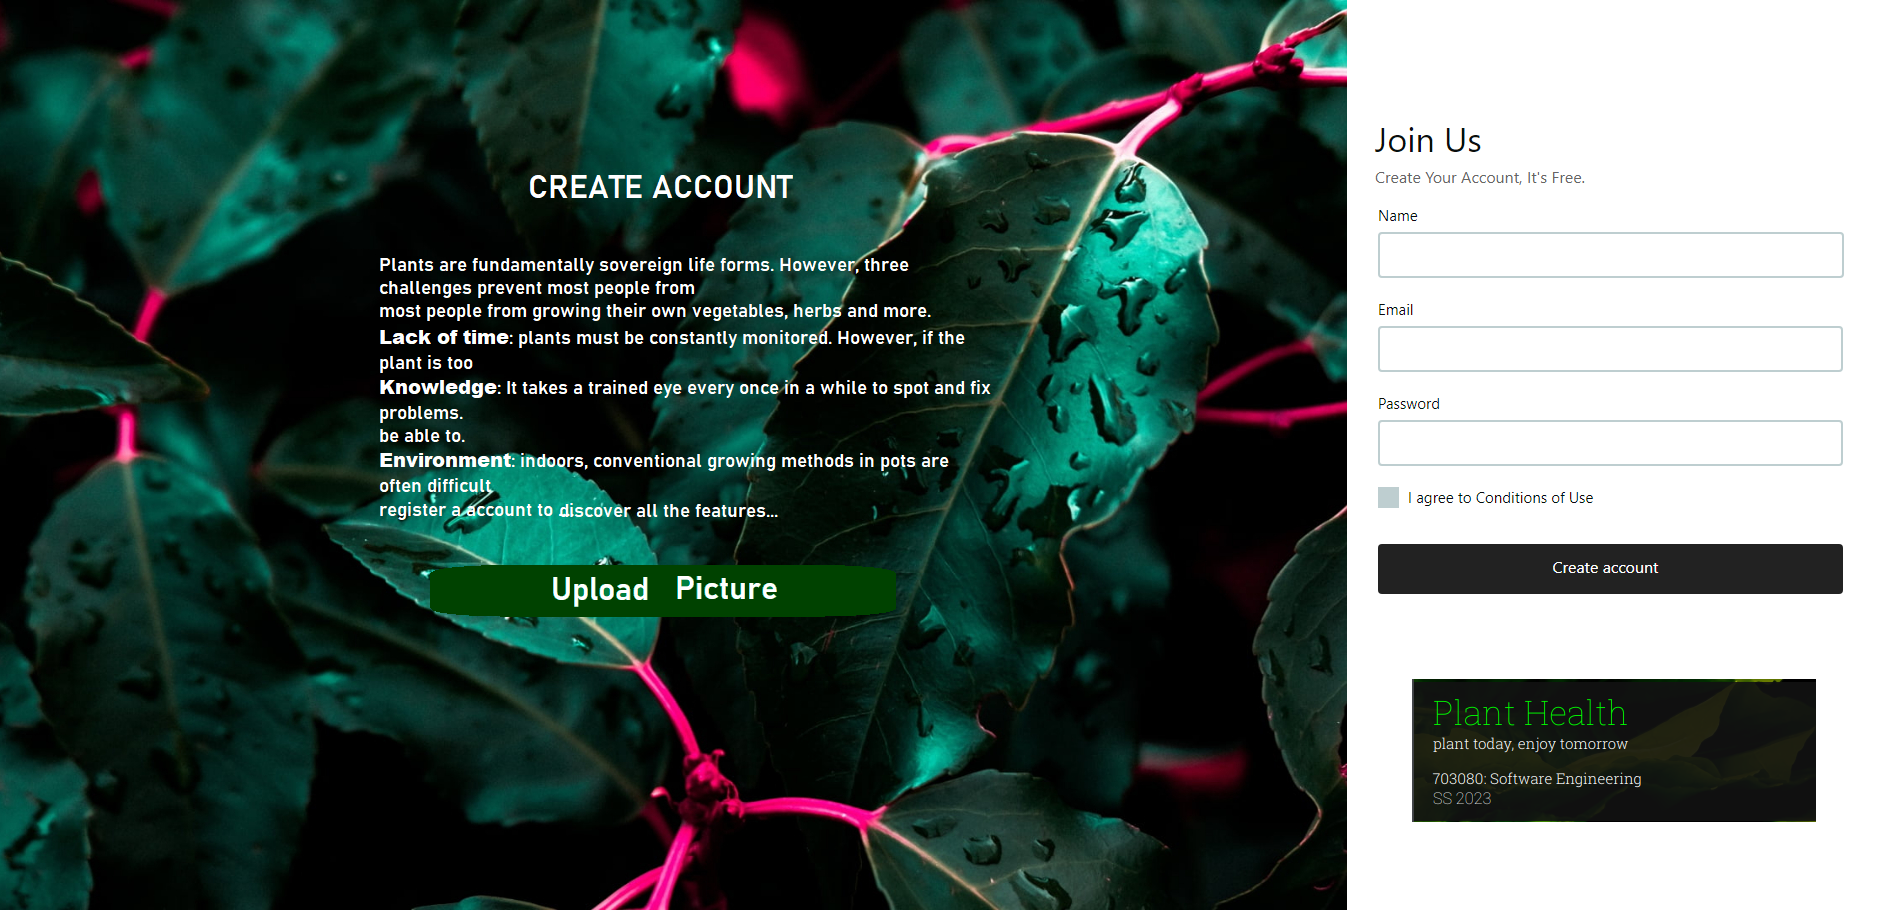 CREATE ACCOUNT
Plants are fundamentally sovereign life forms. However, three
challenges prevent most people from
most people from growing their own vegetables, herbs and more.
Lack of time: plants must be constantly monitored. However, if the
plant is too
Knowledge: It takes a trained eye every once in a while to spot and fix
problems.
be able to.
Environment: indoors, conventional growing methods in pots are
often difficult
register a account to discover all the features...
Upload Picture
Join Us
Create Your Account, It's Free.
Name
Email
Password
I agree to Conditions of Use
Create account
Plant Health
plant today, enjoy tomorrow
703080: Software Engineering
SS 2023